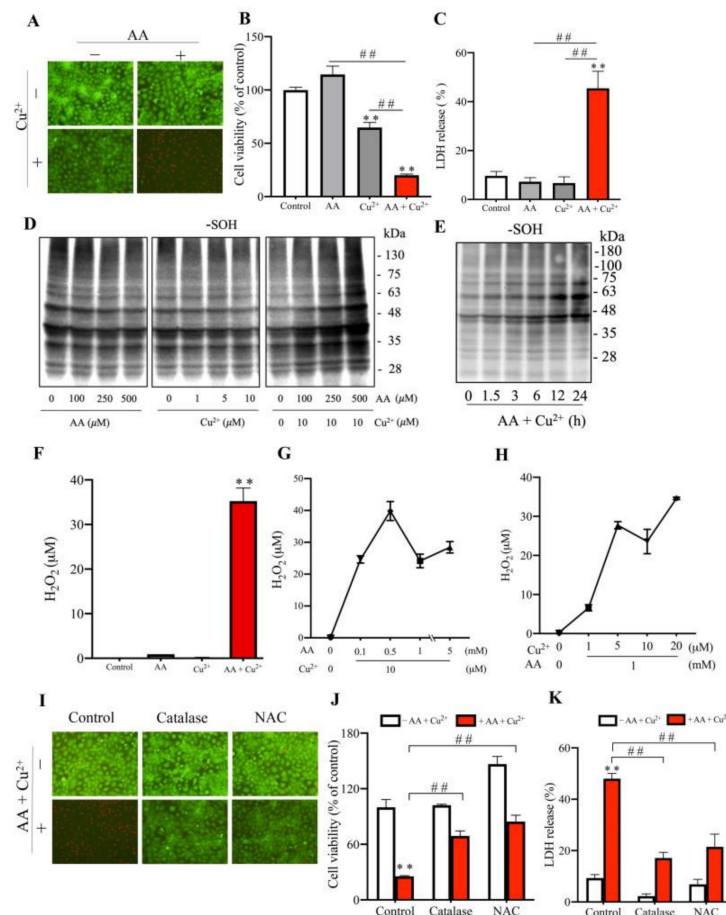 A
AA
− +
Cu²⁺
−
+
B
Cell viability (% of control)
150
100
50
0
##
##
**
**
Control AA Cu²⁺ AA + Cu²⁺
C
LDH release (%)
60
40
20
0
##
##
**
Control AA Cu²⁺ AA + Cu²⁺
D
-SOH
kDa
- 130
- 75
- 63
- 48
- 35
- 28
0 100 250 500 0 1 5 10 0 100 250 500 AA (μM)
AA (μM) Cu²⁺ (μM) 0 10 10 10 Cu²⁺ (μM)
E
-SOH
kDa
- 180
- 100
- 75
- 63
- 48
- 35
- 28
0 1.5 3 6 12 24
AA + Cu²⁺ (h)
F
H₂O₂ (μM)
40
30
20
10
0
**
Control AA Cu²⁺ AA + Cu²⁺
G
H₂O₂ (μM)
50
40
30
20
10
0
AA 0 0.1 0.5 1 5 (mM)
Cu²⁺ 0 10 (μM)
H
H₂O₂ (μM)
40
30
20
10
0
Cu²⁺ 0 1 5 10 20 (μM)
AA 0 1 (mM)
I
Control Catalase NAC
AA + Cu²⁺
−
+
J
− AA + Cu²⁺ + AA + Cu²⁺
Cell viability (% of control)
180
120
60
0
##
##
**
Control Catalase NAC
K
− AA + Cu²⁺ + AA + Cu²
LDH release (%)
60
40
20
0
##
##
**
Control Catalase NAC